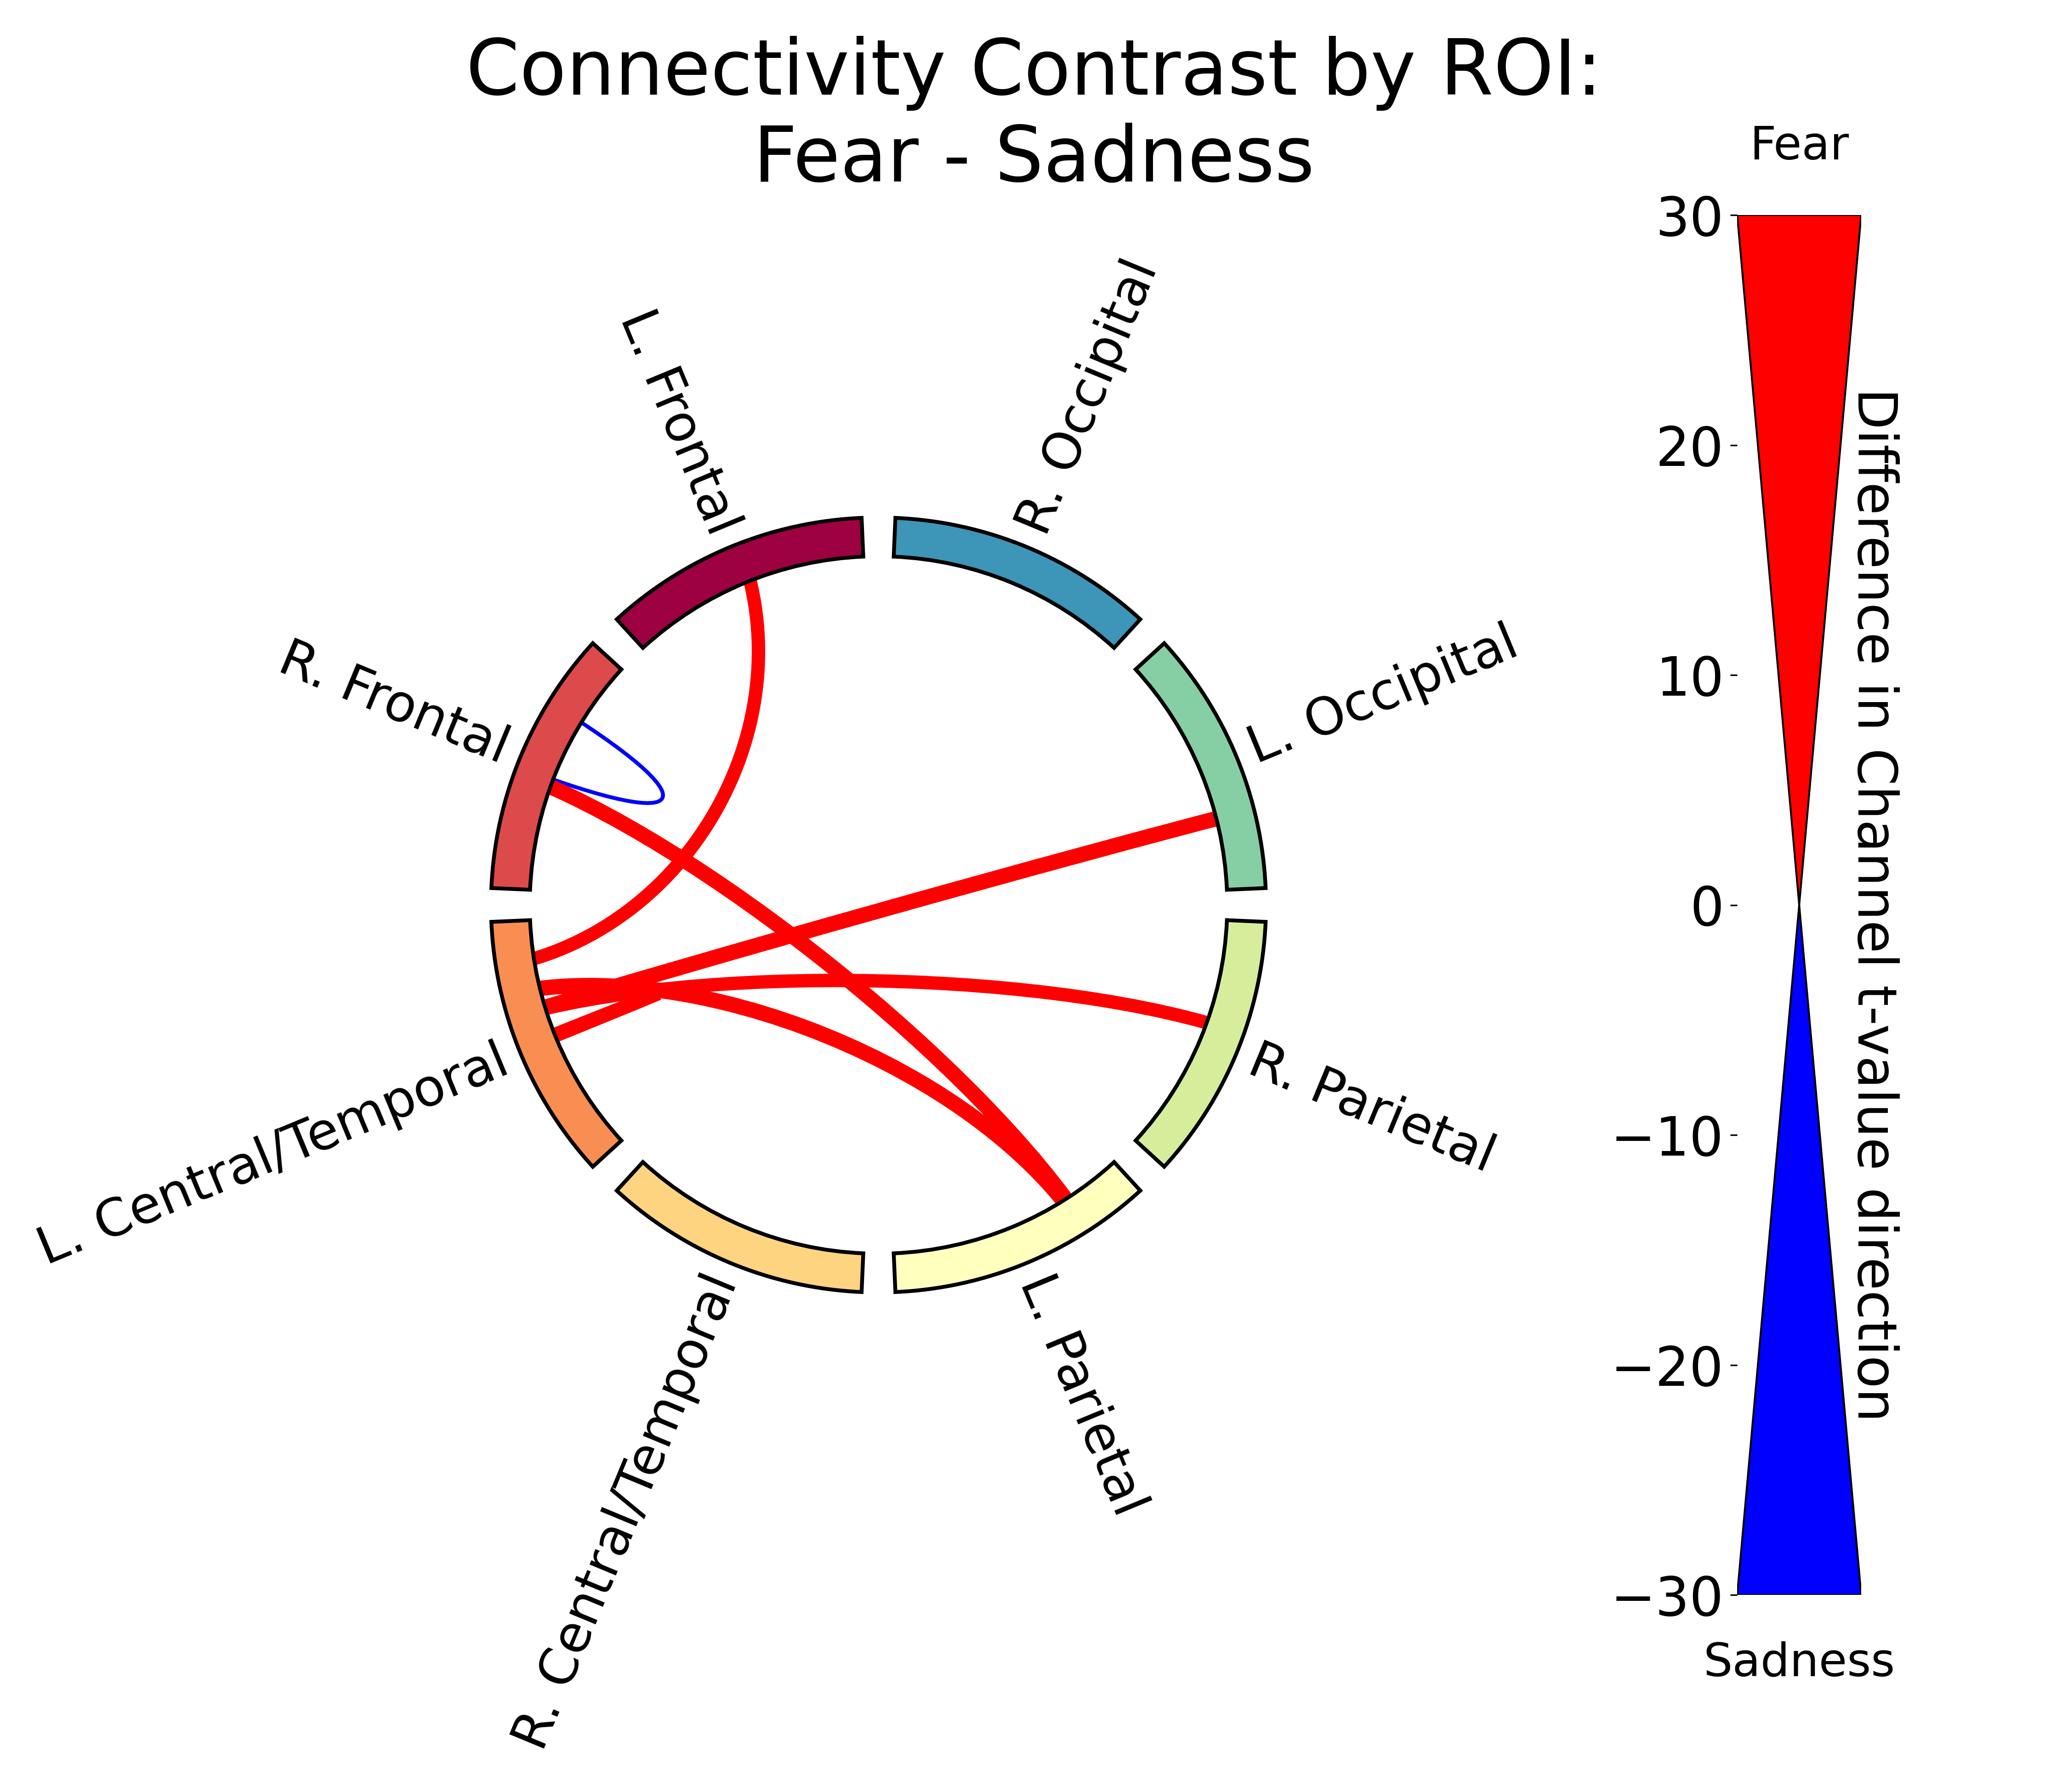 Connectivity Contrast by ROI:
Fear - Sadness
Fear
30
20
10
0
−10
−20
−30
Sadness
Difference in Channel t-value direction
L. Frontal
R. Occipital
R. Frontal
L. Occipital
L. Central/Temporal
R. Parietal
R. Central/Temporal
L. Parietal